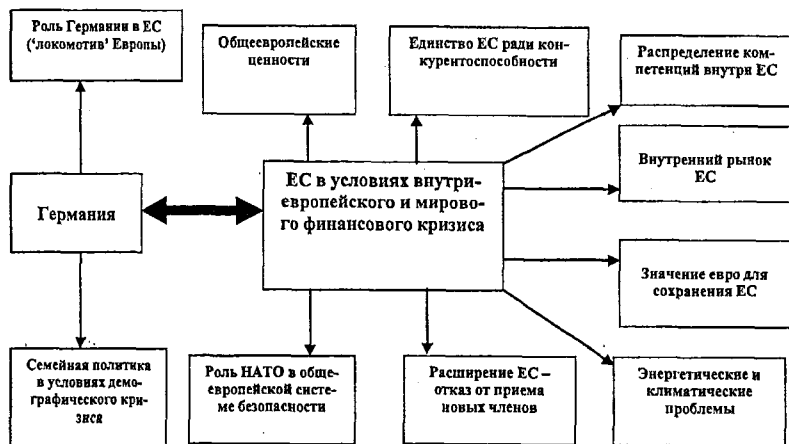 Роль Германии в ЕС
(‘локомотив’ Европы)
Общеевропейские
ценности
Единство ЕС ради кон-
курентоспособности
Распределение ком-
петенций внутри ЕС
Внутренний рынок
ЕС
Германия
ЕС в условиях внутри-
европейского и мирово-
го финансового кризиса
Значение евро для
сохранения ЕС
Семейная политика
в условиях демо-
графического кри-
зиса
Роль НАТО в обще-
европейской систе-
ме безопасности
Расширение ЕС –
отказ от приема
новых членов
Энергетические и
климатические
проблемы